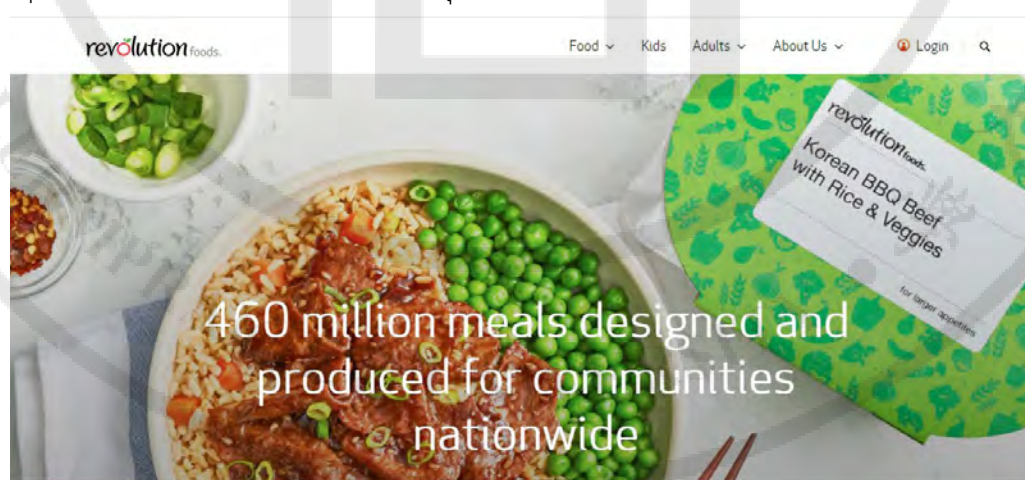 revolution foods.
Food Kids Adults About Us Login
revolution foods.
Korean BBQ Beef
with Rice & Veggies
for larger appetites
460 million meals designed and
produced for communities
nationwide